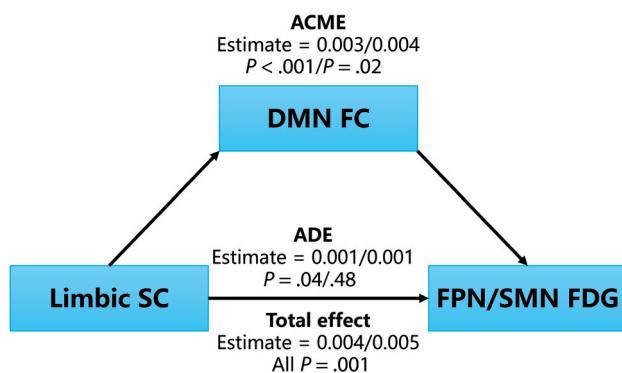 ACME
Estimate = 0.003/0.004
P < .001/P = .02
DMN FC
ADE
Estimate = 0.001/0.001
P = .04/.48
Limbic SC
FPN/SMN FDG
Total effect
Estimate = 0.004/0.005
All P = .001